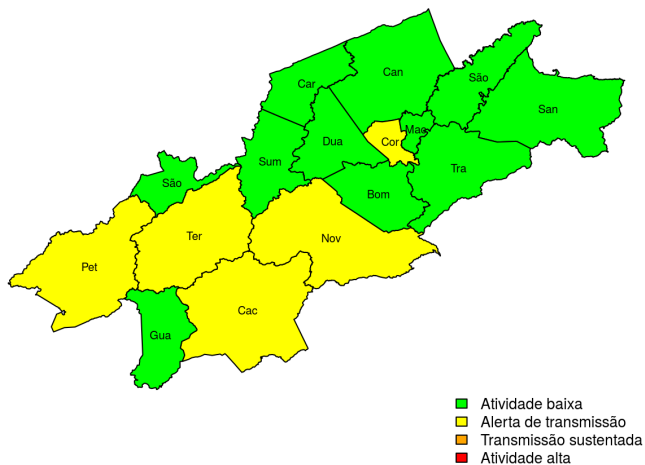 Can
São
Car
San
Mac
Dua
Cor
Sum
Tra
São
Bom
Ter
Nov
Pet
Cac
Gua
Atividade baixa
Alerta de transmissão
Transmissão sustentada
Atividade alta